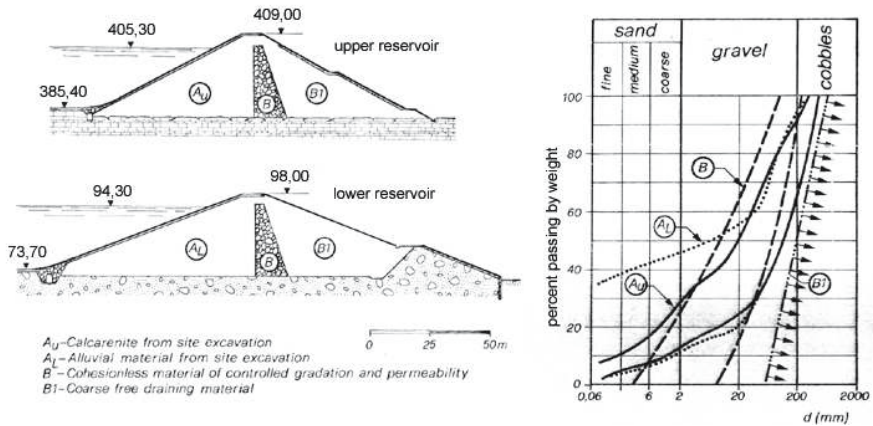 409,00
405,30
upper reservoir
385,40
Au
B
B1
98,00
94,30
lower reservoir
73,70
AL
B
B1
0 25 50m
AU-Calcarenite from site excavation
AL-Alluvial material from site excavation
B -Cohesionless material of controlled gradation and permeability
B1-Coarse free draining material
sand
gravel
cobbles
fine
medium
coarse
percent passing by weight
100
80
60
40
20
0
B
AL
Au
B1
0,06 6 2 20 200 2000
d (mm)